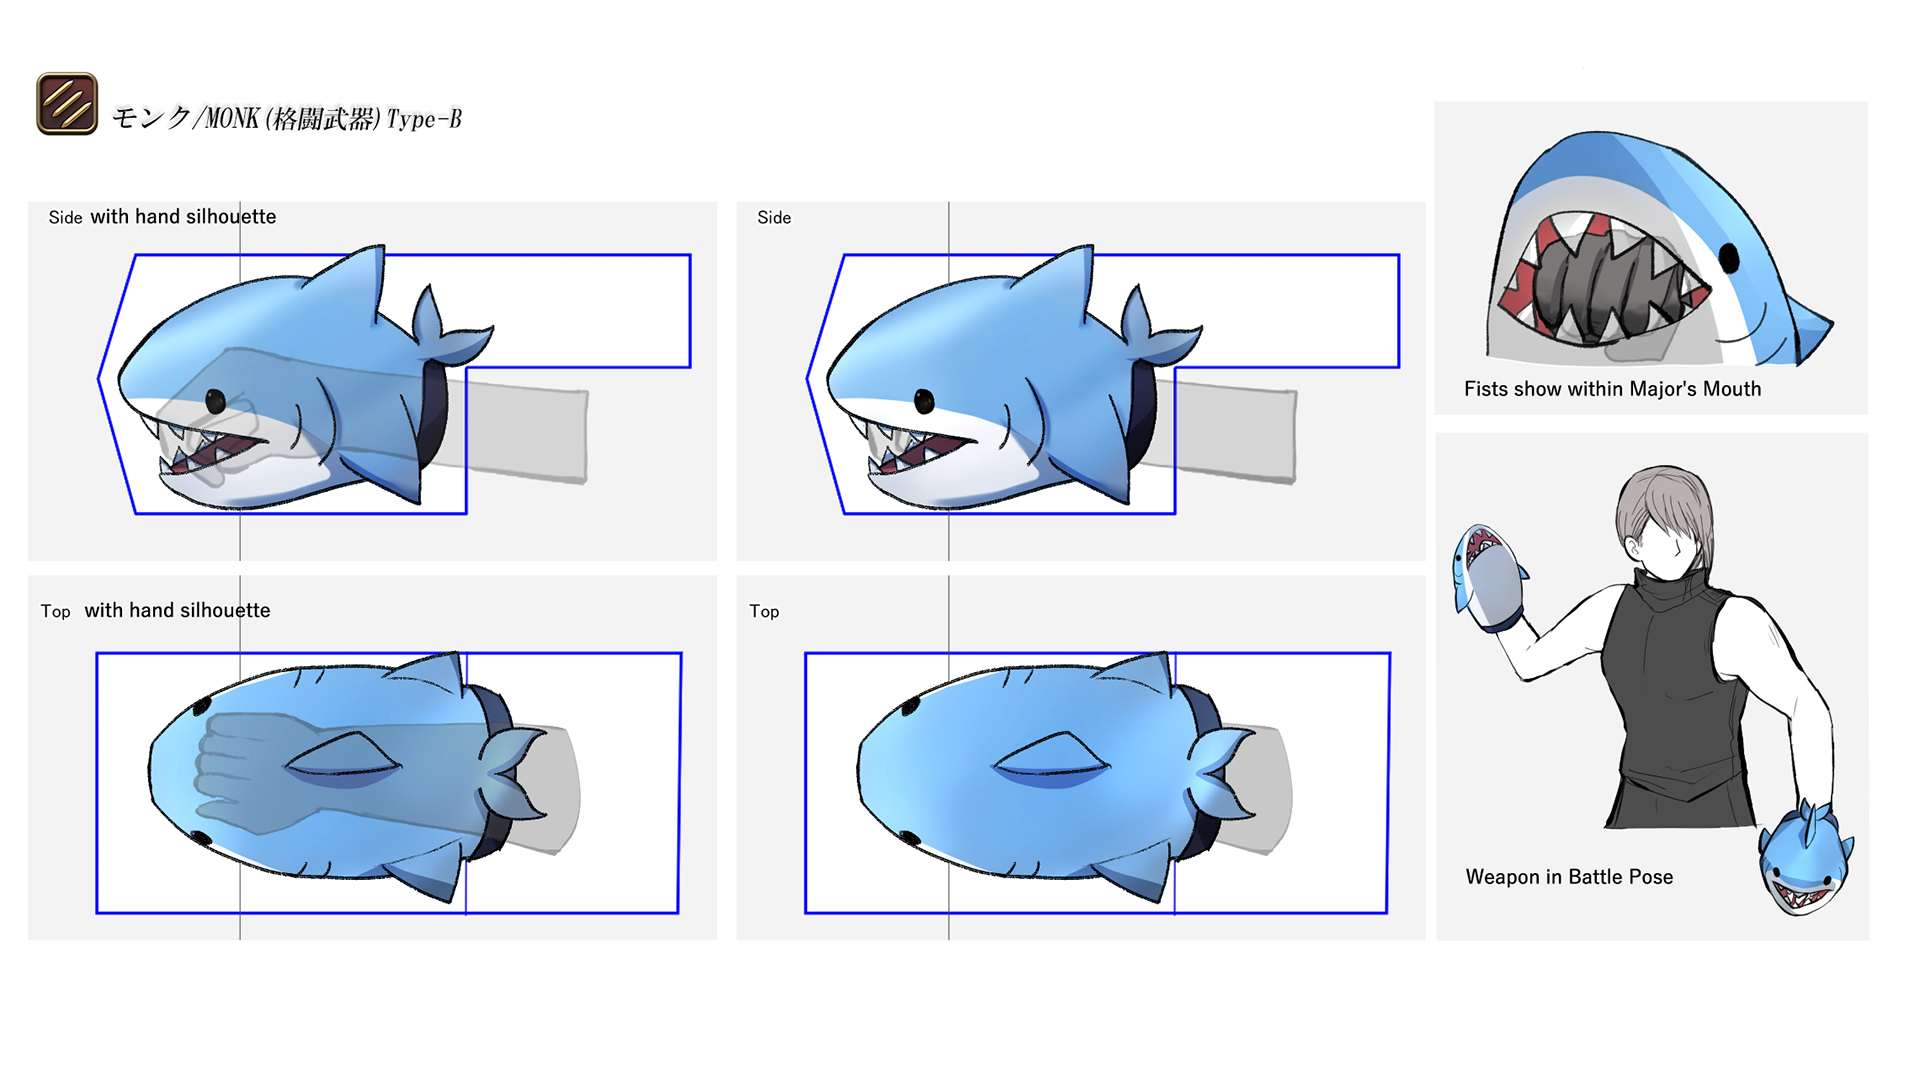 モンク/MONK(格闘武器)Type-B
Side with hand silhouette
Side
Fists show within Major's Mouth
Top with hand silhouette
Top
Weapon in Battle Pose